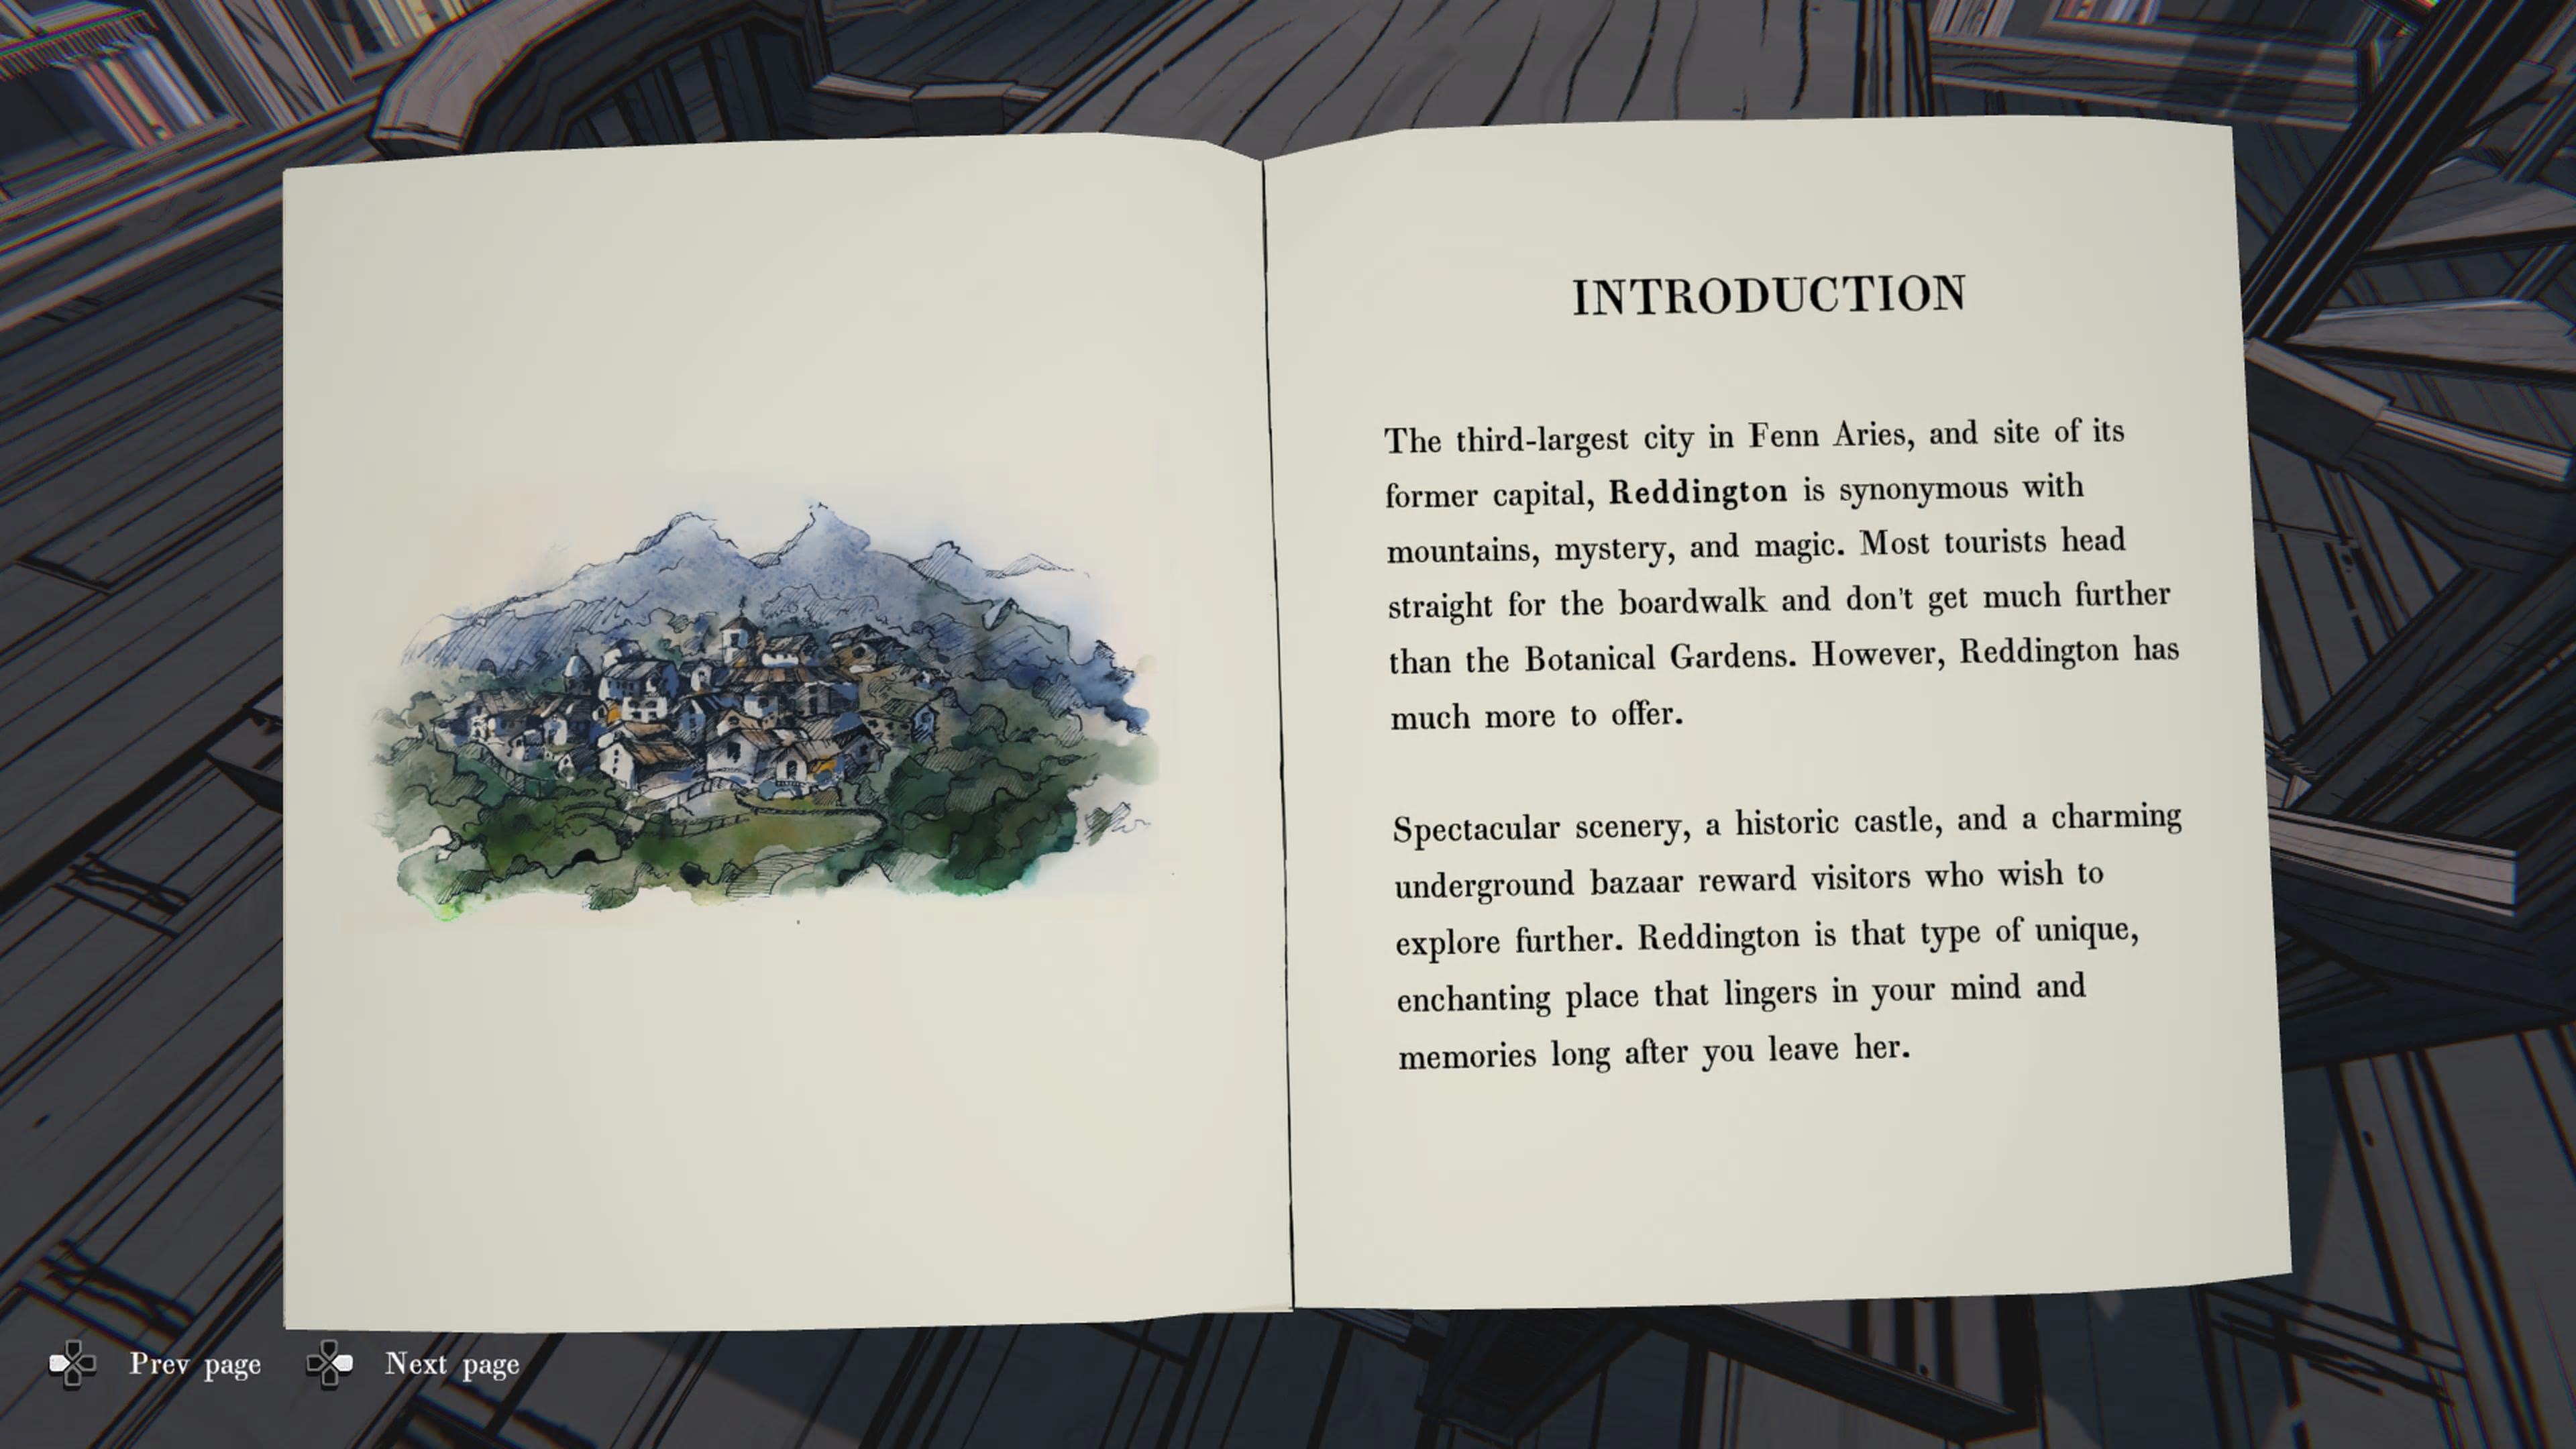 INTRODUCTION
The third-largest city in Fenn Aries, and site of its
former capital, Reddington is synonymous with
mountains, mystery, and magic. Most tourists head
straight for the boardwalk and don't get much further
than the Botanical Gardens. However, Reddington has
much more to offer.
Spectacular scenery, a historic castle, and a charming
underground bazaar reward visitors who wish to
explore further. Reddington is that type of unique,
enchanting place that lingers in your mind and
memories long after you leave her.
Prev page
Next page